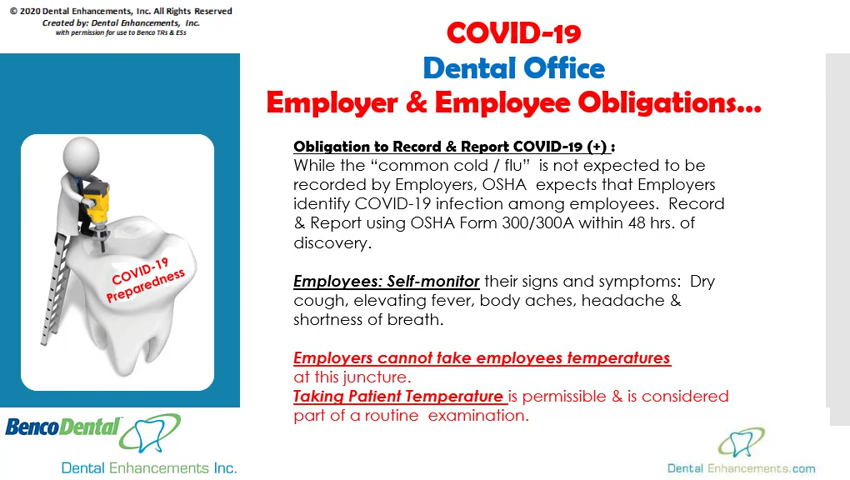 © 2020 Dental Enhancements, Inc. All Rights Reserved
Created by: Dental Enhancements, Inc.
with permission for use to Benco TRs & ESs
COVID-19
Dental Office
Employer & Employee Obligations...
Obligation to Record & Report COVID-19 (+) :
While the “common cold / flu” is not expected to be
recorded by Employers, OSHA expects that Employers
identify COVID-19 infection among employees. Record
& Report using OSHA Form 300/300A within 48 hrs. of
discovery.
Employees: Self-monitor their signs and symptoms: Dry
cough, elevating fever, body aches, headache &
shortness of breath.
Employers cannot take employees temperatures
at this juncture.
Taking Patient Temperature is permissible & is considered
part of a routine examination.
COVID-19
Preparedness
BencoDental
Dental Enhancements Inc.
Dental Enhancements.com